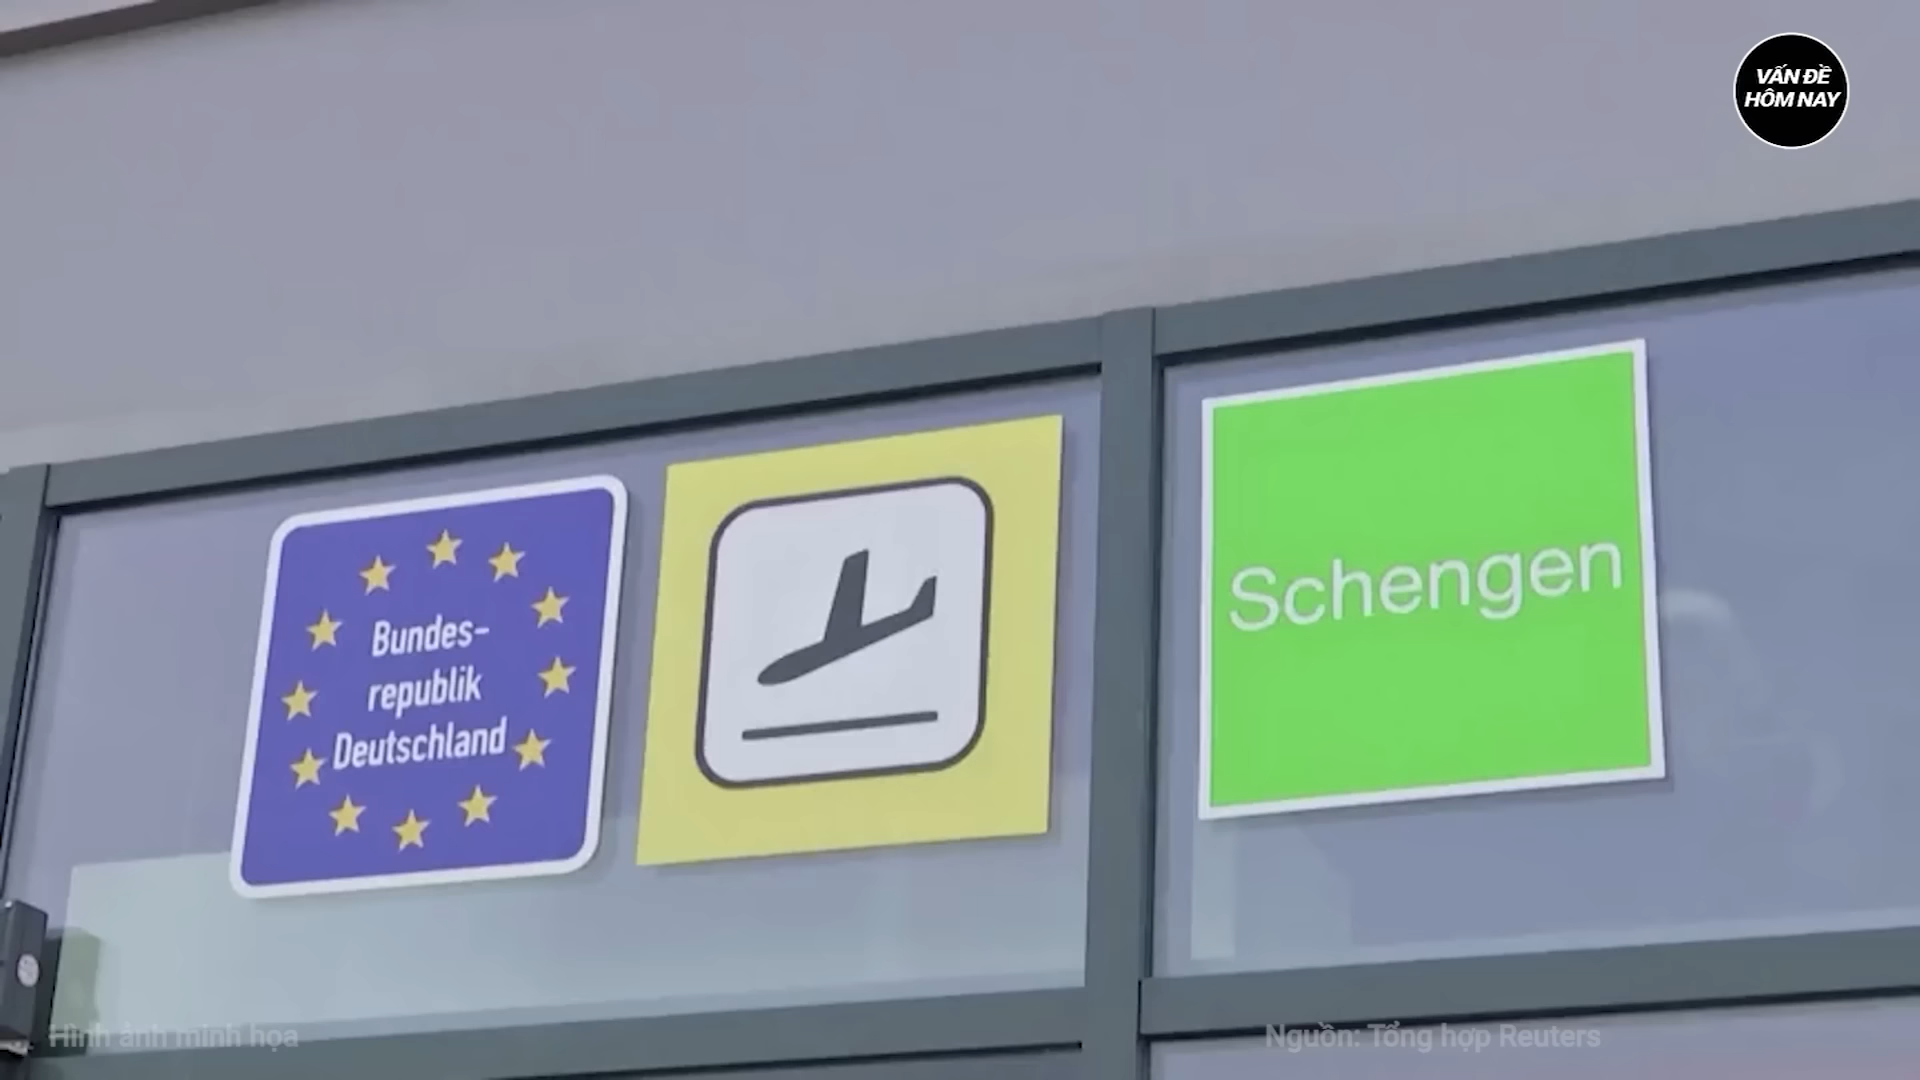 VẤN ĐỀ
HÔM NAY
Bundes-
republik
Deutschland
Schengen
Hình ảnh minh họa
Nguồn: Tổng hợp Reuters